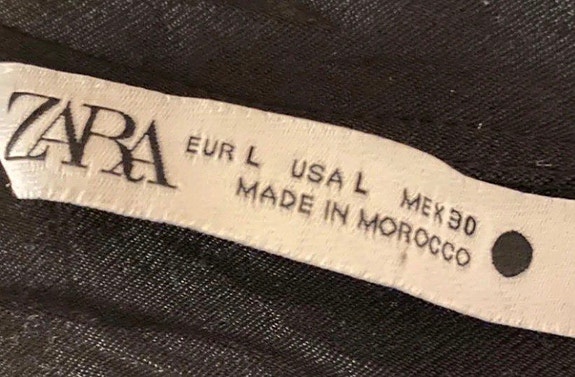 ZARA
EUR L USA L MEX 30
MADE IN MOROCCO